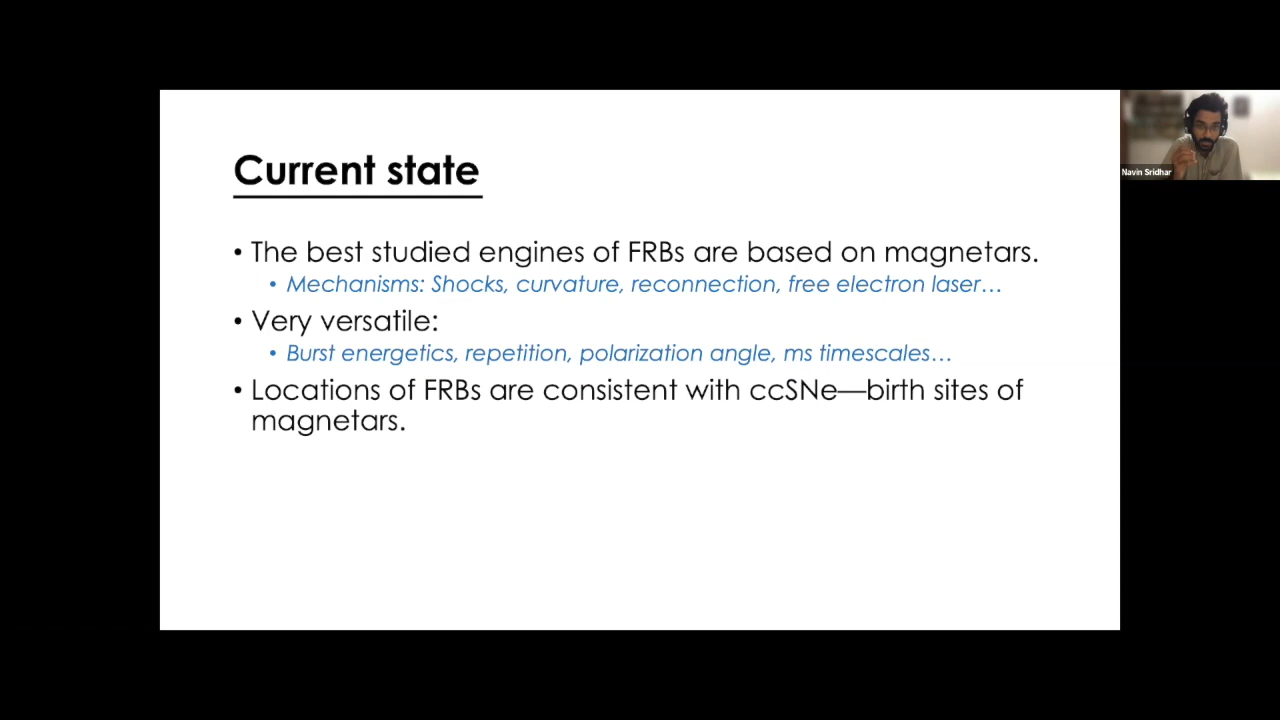 Current state
• The best studied engines of FRBs are based on magnetars.
• Mechanisms: Shocks, curvature, reconnection, free electron laser…
• Very versatile:
• Burst energetics, repetition, polarization angle, ms timescales…
• Locations of FRBs are consistent with ccSNe—birth sites of
magnetars.
Navin Sridhar